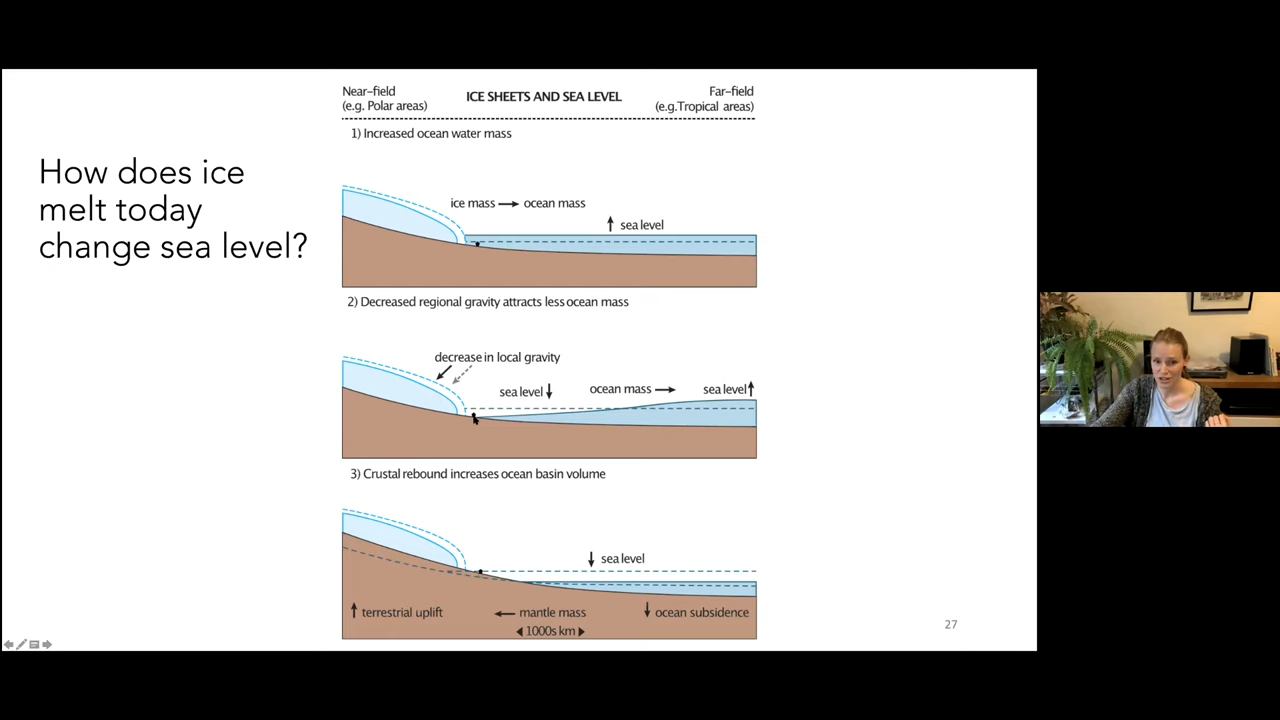 How does ice
melt today
change sea level?
Near-field
(e.g. Polar areas)
ICE SHEETS AND SEA LEVEL
Far-field
(e.g.Tropical areas)
1) Increased ocean water mass
ice mass → ocean mass
↑ sea level
2) Decreased regional gravity attracts less ocean mass
decrease in local gravity
sea level ↓
ocean mass →
sea level ↑
3) Crustal rebound increases ocean basin volume
↓ sea level
↑ terrestrial uplift
← mantle mass
↓ ocean subsidence
◄ 1000s km ►
27